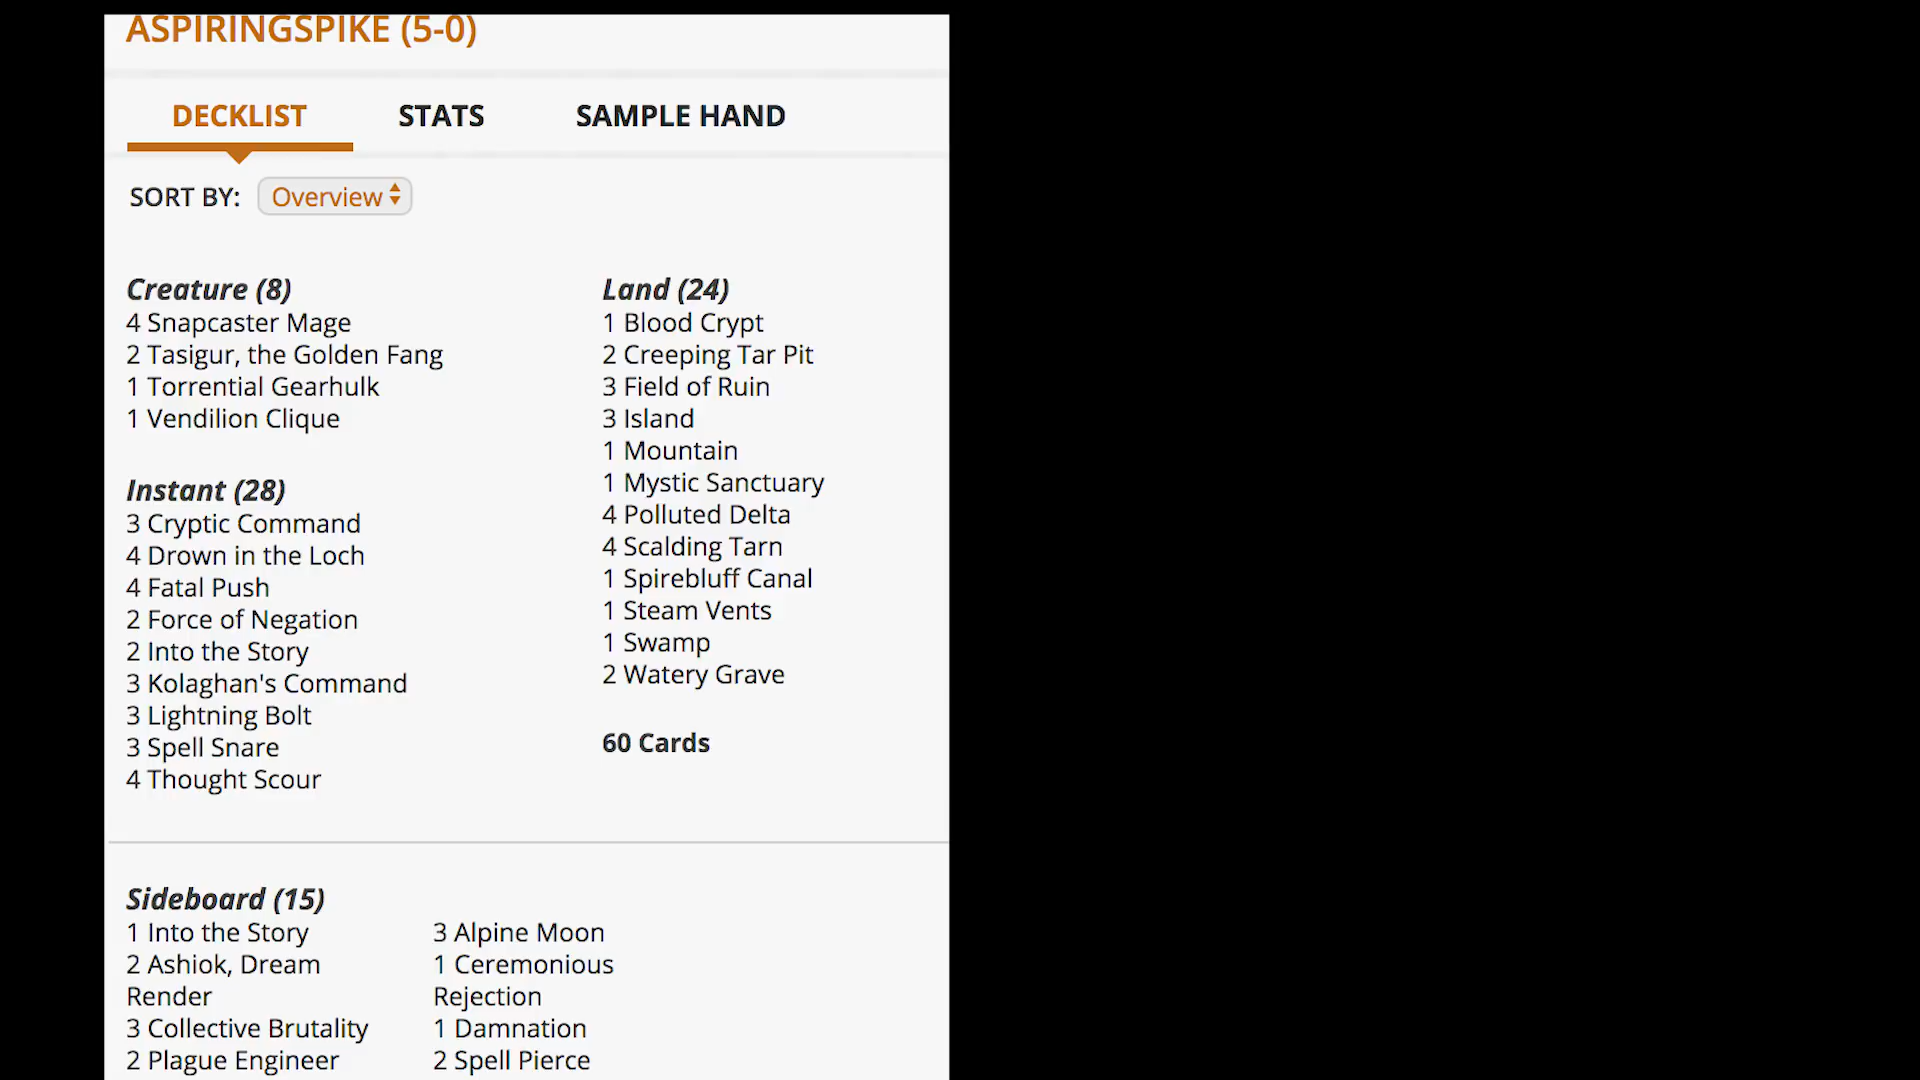 ASPIRINGSPIKE (5-0)
DECKLIST
STATS
SAMPLE HAND
SORT BY: Overview
Creature (8)
4 Snapcaster Mage
2 Tasigur, the Golden Fang
1 Torrential Gearhulk
1 Vendilion Clique
Instant (28)
3 Cryptic Command
4 Drown in the Loch
4 Fatal Push
2 Force of Negation
2 Into the Story
3 Kolaghan's Command
3 Lightning Bolt
3 Spell Snare
4 Thought Scour
Land (24)
1 Blood Crypt
2 Creeping Tar Pit
3 Field of Ruin
3 Island
1 Mountain
1 Mystic Sanctuary
4 Polluted Delta
4 Scalding Tarn
1 Spirebluff Canal
1 Steam Vents
1 Swamp
2 Watery Grave
60 Cards
Sideboard (15)
1 Into the Story
2 Ashiok, Dream
Render
3 Collective Brutality
2 Plague Engineer
3 Alpine Moon
1 Ceremonious
Rejection
1 Damnation
2 Spell Pierce